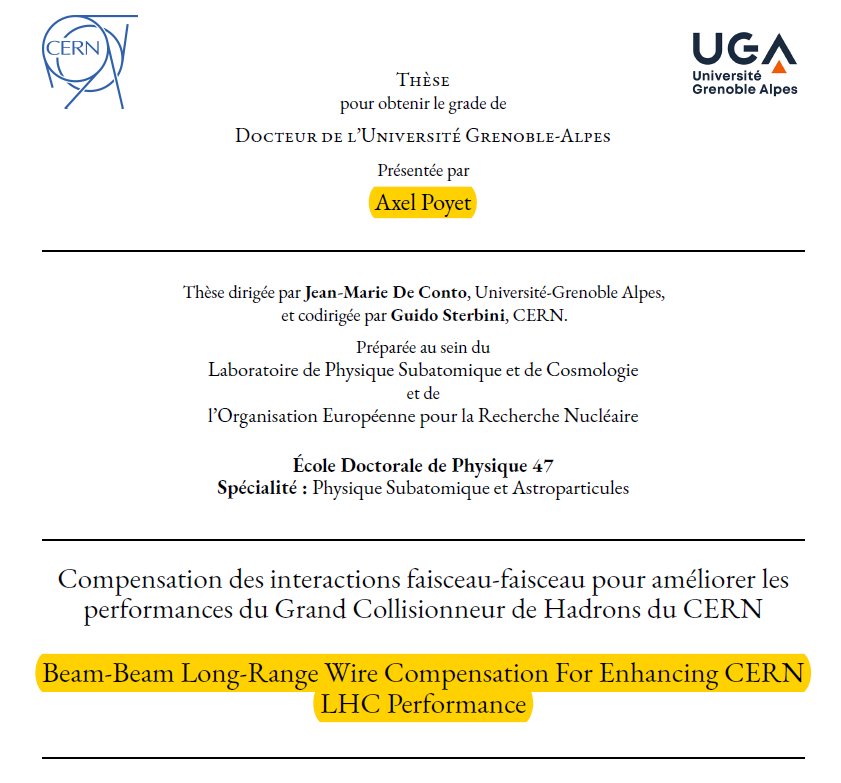 CERN
UGA
Université
Grenoble Alpes
Thèse
pour obtenir le grade de
Docteur de l'Université Grenoble-Alpes
Présentée par
Axel Poyet
Thèse dirigée par Jean-Marie De Conto, Université-Grenoble Alpes,
et codirigée par Guido Sterbini, CERN.
Préparée au sein du
Laboratoire de Physique Subatomique et de Cosmologie
et de
l'Organisation Européenne pour la Recherche Nucléaire
École Doctorale de Physique 47
Spécialité : Physique Subatomique et Astroparticules
Compensation des interactions faisceau-faisceau pour améliorer les
performances du Grand Collisionneur de Hadrons du CERN
Beam-Beam Long-Range Wire Compensation For Enhancing CERN
LHC Performance